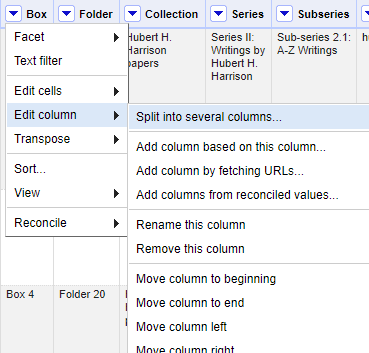 Box Folder Collection Series Subseries
Facet
Text filter
Edit cells
Edit column
Transpose
Sort...
View
Reconcile
Hubert H.
Harrison
papers
Series II:
Writings by
Hubert H.
Harrison
Sub-series 2.1:
A-Z Writings
Split into several columns...
Add column based on this column...
Add column by fetching URLs...
Add columns from reconciled values...
Rename this column
Remove this column
Move column to beginning
Move column to end
Move column left
Move column right
Box 4 Folder 20